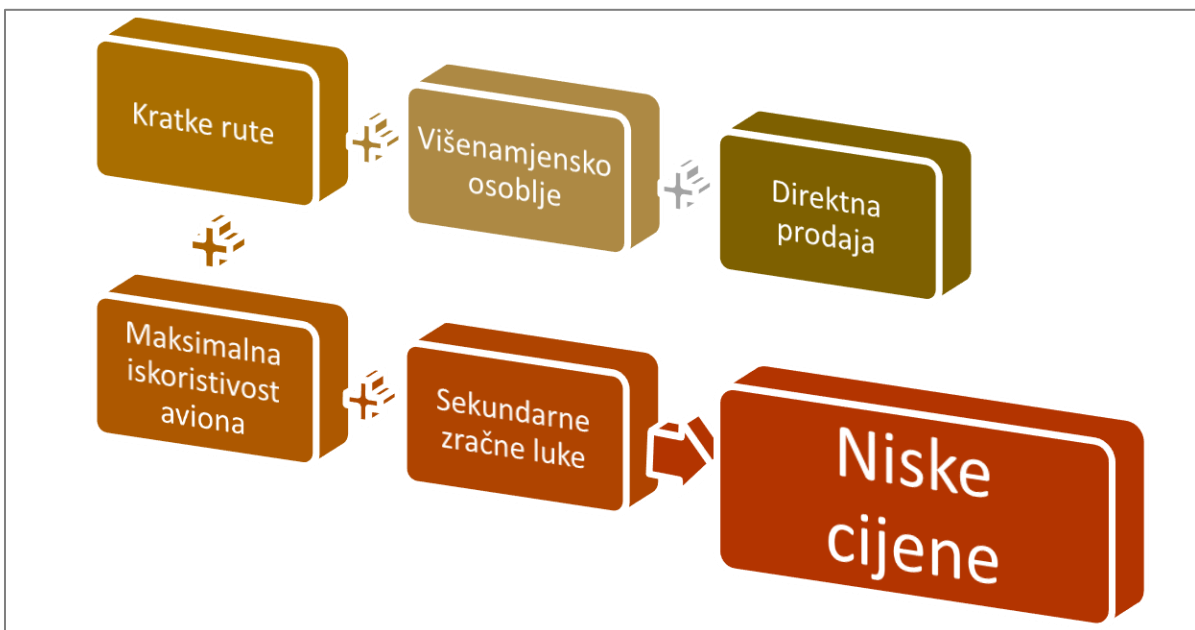 Kratke rute
Višenamjensko
osoblje
Direktna
prodaja
Maksimalna
iskoristivost
aviona
Sekundarne
zračne luke
Niske
cijene